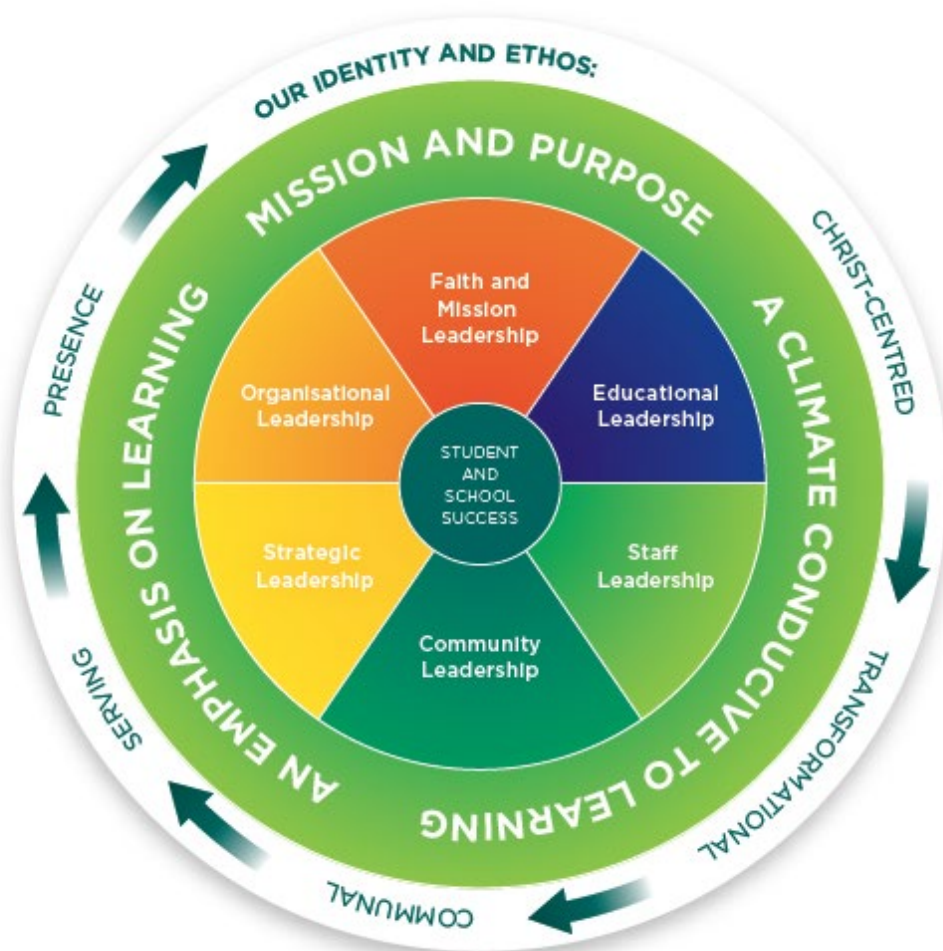 OUR IDENTITY AND ETHOS:
CHRIST-CENTRED
TRANSFORMATIONAL
COMMUNAL
SERVING
PRESENCE
MISSION AND PURPOSE
A CLIMATE CONDUCIVE TO LEARNING
AN EMPHASIS ON LEARNING
Faith and
Mission
Leadership
Educational
Leadership
Staff
Leadership
Community
Leadership
Strategic
Leadership
Organisational
Leadership
STUDENT
AND
SCHOOL
SUCCESS